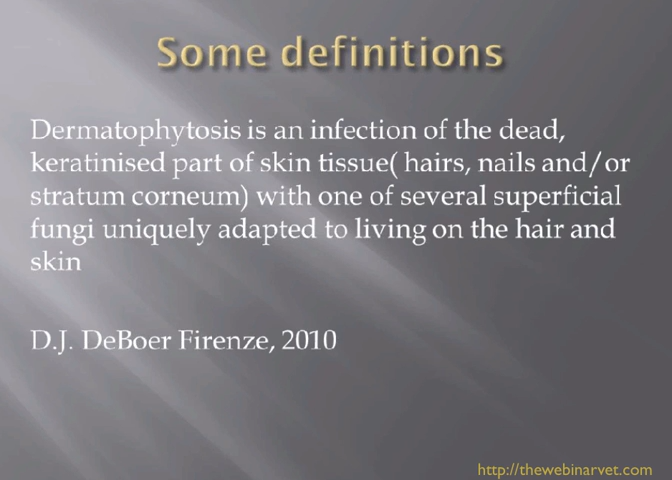 Some definitions
Dermatophytosis is an infection of the dead,
keratinised part of skin tissue( hairs, nails and/or
stratum corneum) with one of several superficial
fungi uniquely adapted to living on the hair and
skin
D.J. DeBoer Firenze, 2010
http://thewebinarvet.com